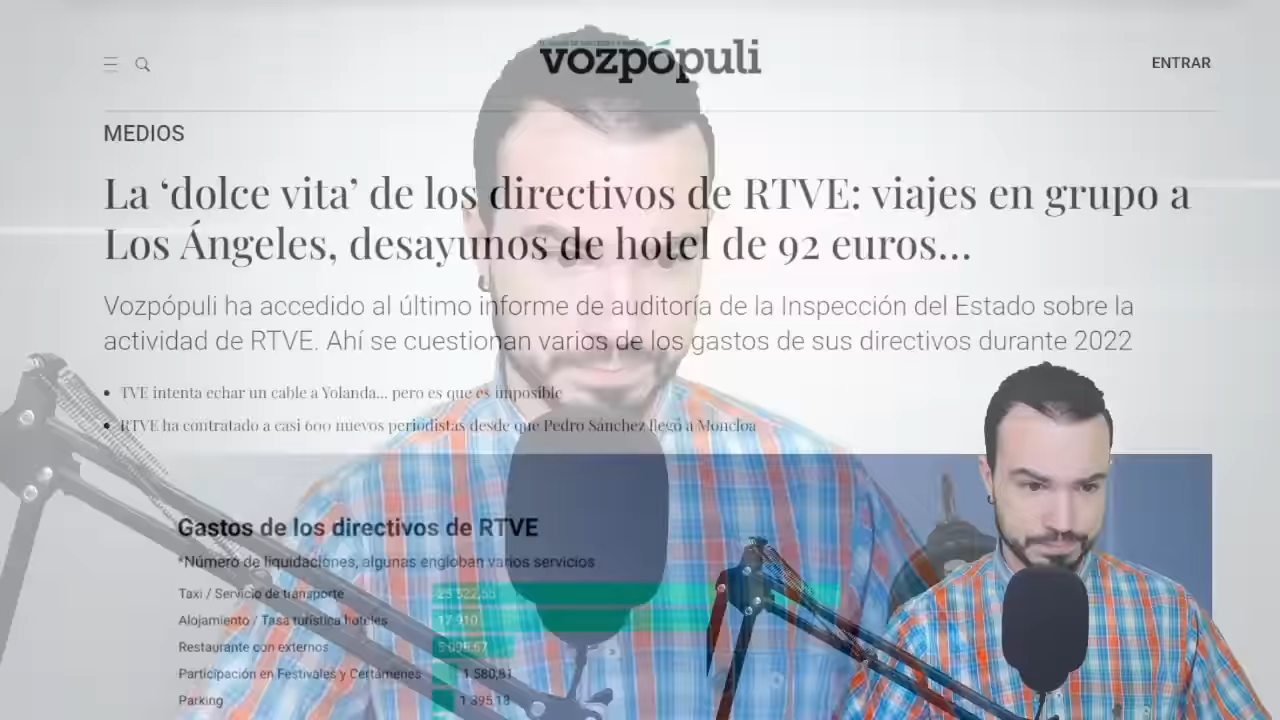 vozpópuli
ENTRAR
MEDIOS
La ‘dolce vita’ de los directivos de RTVE: viajes en grupo a
Los Ángeles, desayunos de hotel de 92 euros...
Vozpópuli ha accedido al último informe de auditoría de la Inspección del Estado sobre la
actividad de RTVE. Ahí se cuestionan varios de los gastos de sus directivos durante 2022
• TVE intenta echar un cable a Yolanda... pero es que es imposible
• RTVE ha contratado a casi 600 nuevos periodistas desde que Pedro Sánchez llegó a Moncloa
Gastos de los directivos de RTVE
*Número de liquidaciones, algunas engloban varios servicios
Taxi / Servicio de transporte
Alojamiento / Tasa turística hoteles 17 910
Restaurante con externos
Participación en Festivales y Certámenes 1 580,81
Parking 1 395,18